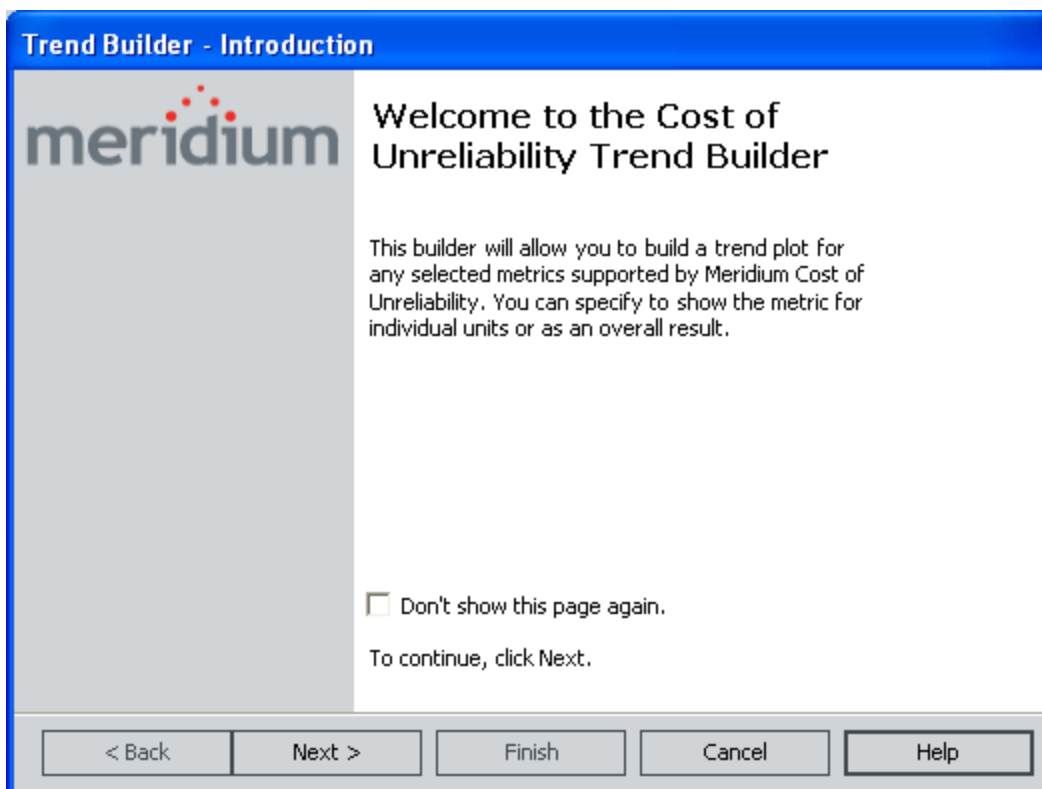 Trend Builder - Introduction
meridium
Welcome to the Cost of
Unreliability Trend Builder
This builder will allow you to build a trend plot for
any selected metrics supported by Meridium Cost of
Unreliability. You can specify to show the metric for
individual units or as an overall result.
Don't show this page again.
To continue, click Next.
< Back Next > Finish Cancel Help